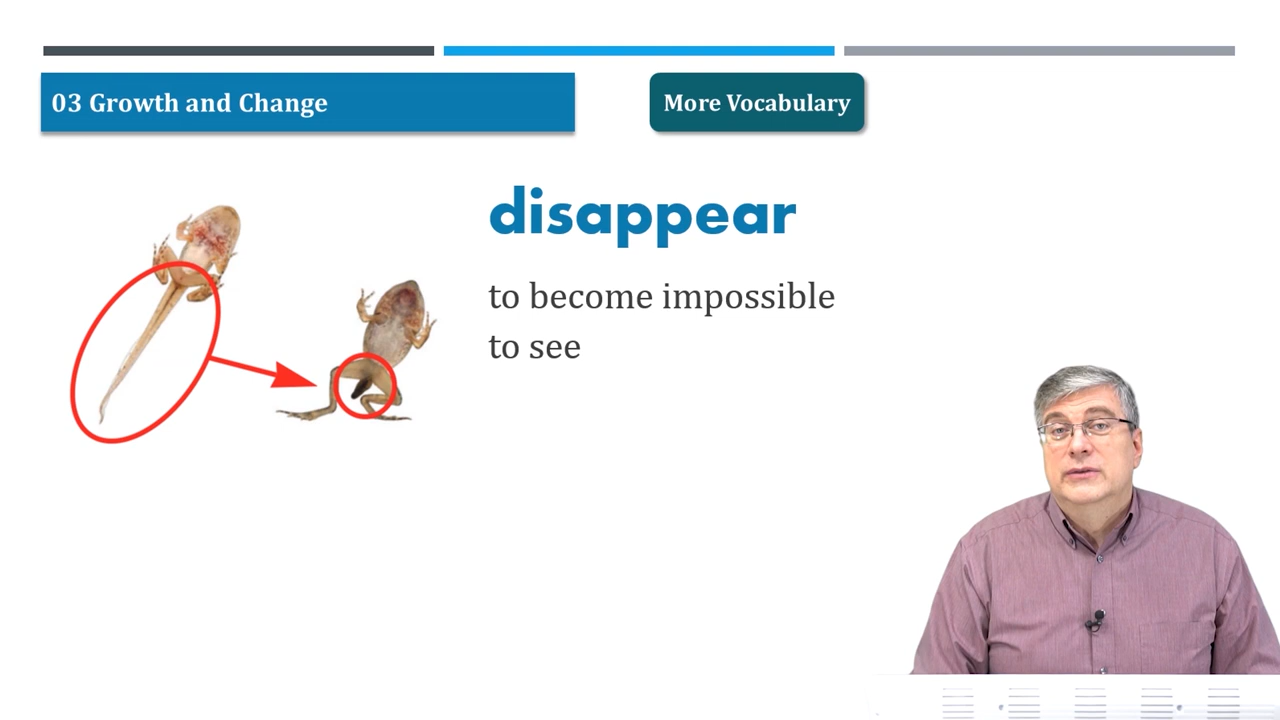 03 Growth and Change
More Vocabulary
disappear
to become impossible
to see